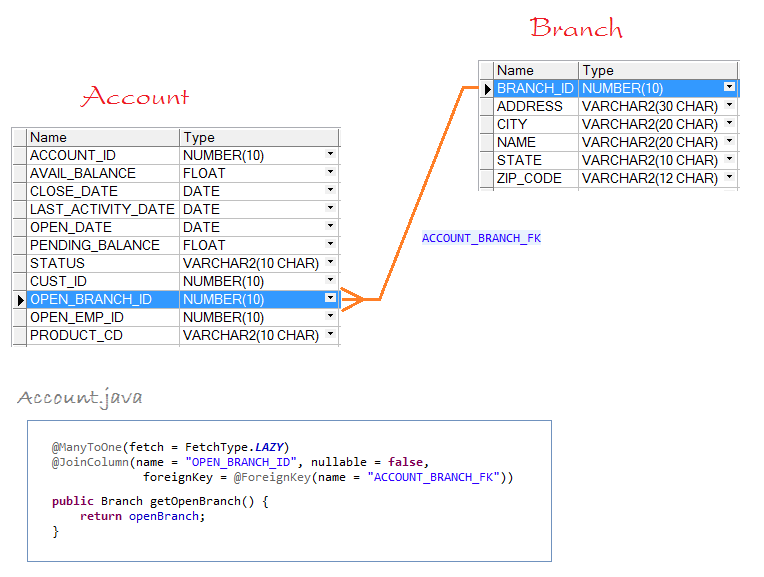 Branch
Name Type
BRANCH_ID NUMBER(10)
ADDRESS VARCHAR2(30 CHAR)
CITY VARCHAR2(20 CHAR)
NAME VARCHAR2(20 CHAR)
STATE VARCHAR2(10 CHAR)
ZIP_CODE VARCHAR2(12 CHAR)
Account
Name Type
ACCOUNT_ID NUMBER(10)
AVAIL_BALANCE FLOAT
CLOSE_DATE DATE
LAST_ACTIVITY_DATE DATE
OPEN_DATE DATE
PENDING_BALANCE FLOAT
STATUS VARCHAR2(10 CHAR)
CUST_ID NUMBER(10)
OPEN_BRANCH_ID NUMBER(10)
OPEN_EMP_ID NUMBER(10)
PRODUCT_CD VARCHAR2(10 CHAR)
ACCOUNT_BRANCH_FK
Account.java
@ManyToOne(fetch = FetchType.LAZY)
@JoinColumn(name = "OPEN_BRANCH_ID", nullable = false,
foreignKey = @ForeignKey(name = "ACCOUNT_BRANCH_FK"))
public Branch getOpenBranch() {
return openBranch;
}